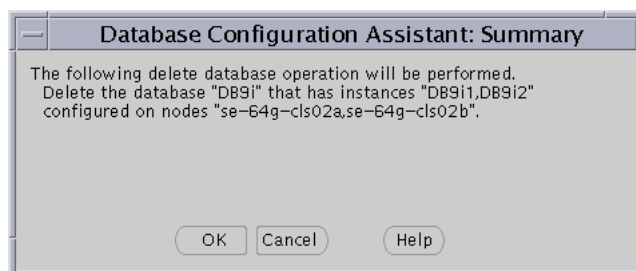 Database Configuration Assistant: Summary
The following delete database operation will be performed.
Delete the database "DB9i" that has instances "DB9i1,DB9i2"
configured on nodes "se-64g-cls02a,se-64g-cls02b".
OK Cancel Help